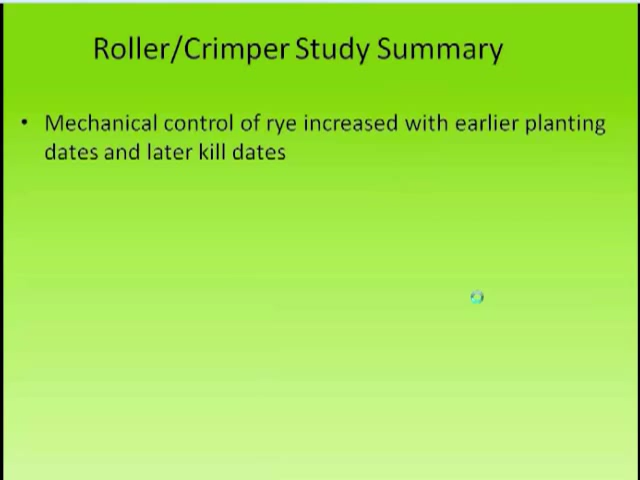 Roller/Crimper Study Summary
• Mechanical control of rye increased with earlier planting
dates and later kill dates